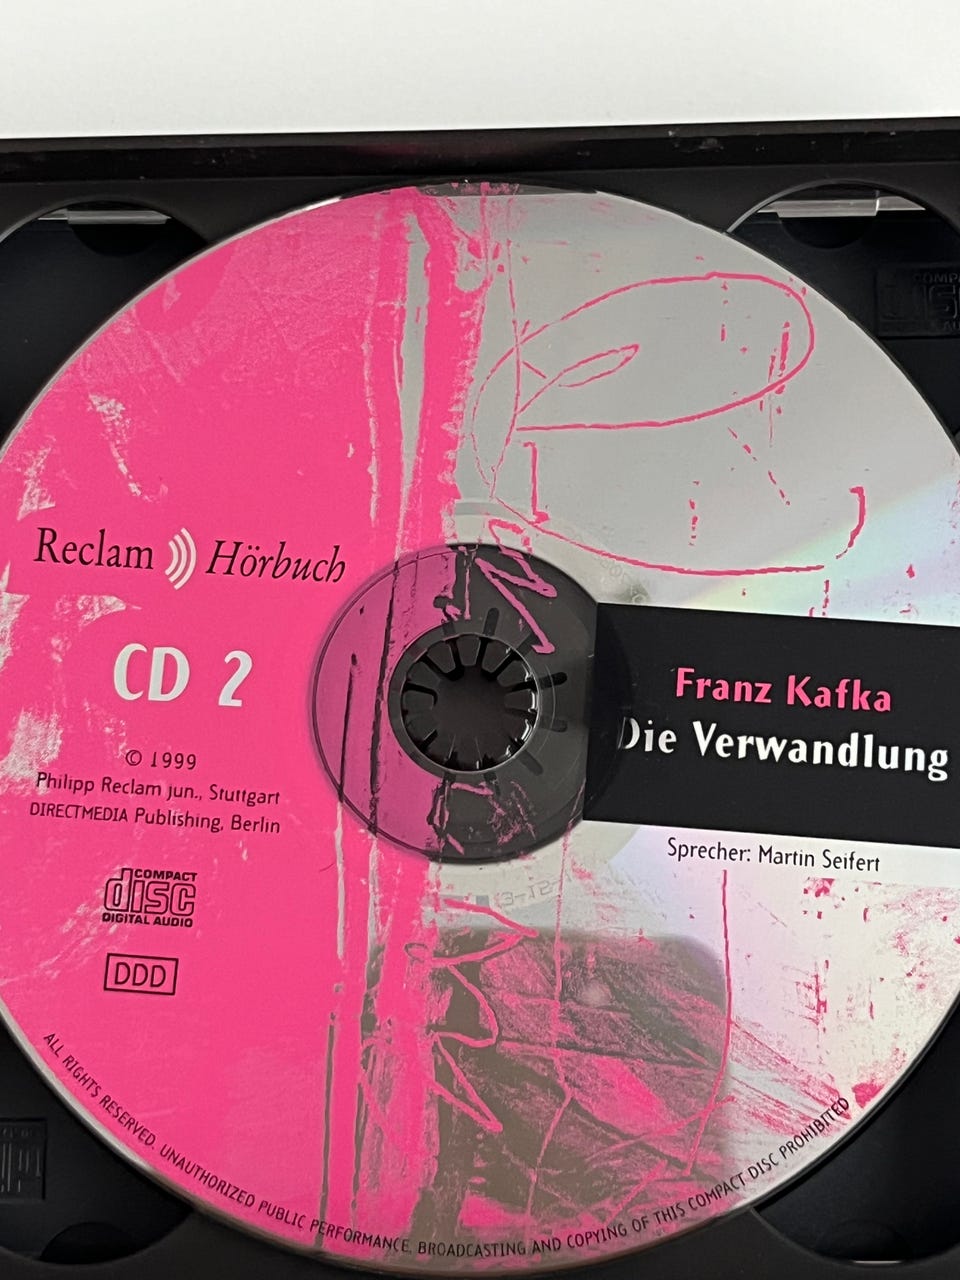 Reclam Hörbuch
CD 2
© 1999
Philipp Reclam jun., Stuttgart
DIRECTMEDIA Publishing, Berlin
COMPACT
disc
DIGITAL AUDIO
DDD
Franz Kafka
Die Verwandlung
Sprecher: Martin Seifert
ALL RIGHTS RESERVED. UNAUTHORIZED PUBLIC PERFORMANCE, BROADCASTING AND COPYING OF THIS COMPACT DISC PROHIBITED